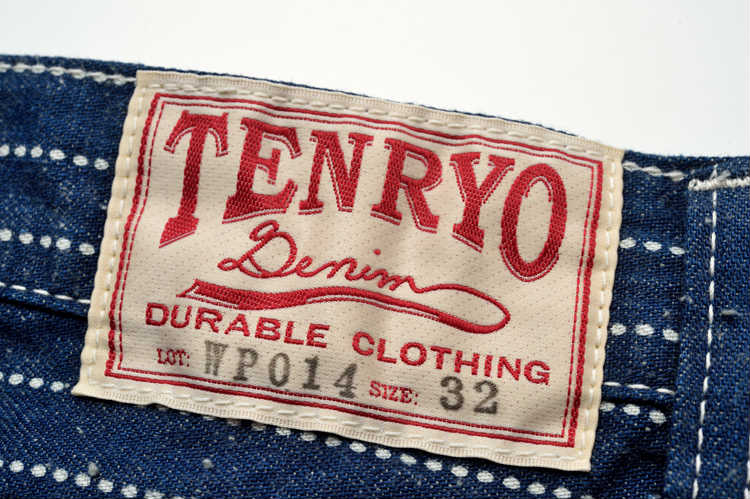 TENRYO
Denim
DURABLE CLOTHING
LOT: WP014 SIZE: 32